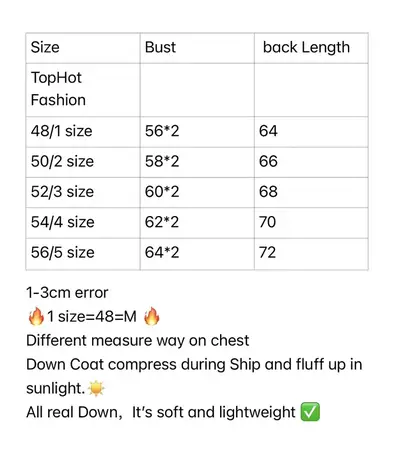 Size Bust back Length
TopHot
Fashion
48/1 size 56*2 64
50/2 size 58*2 66
52/3 size 60*2 68
54/4 size 62*2 70
56/5 size 64*2 72
1-3cm error
🔥1 size=48=M 🔥
Different measure way on chest
Down Coat compress during Ship and fluff up in
sunlight.☀️
All real Down，It's soft and lightweight ✅